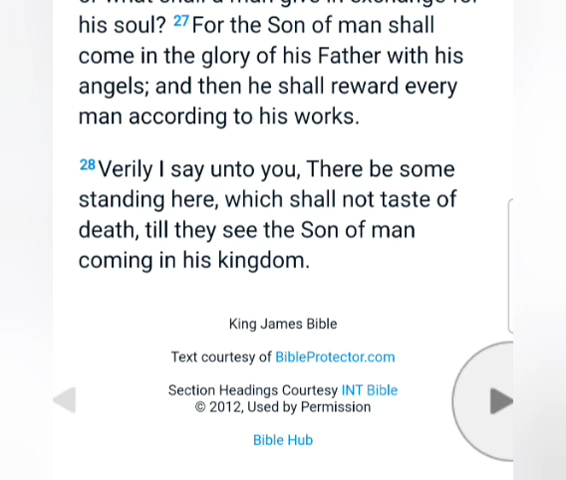 his soul? 27 For the Son of man shall
come in the glory of his Father with his
angels; and then he shall reward every
man according to his works.
28 Verily I say unto you, There be some
standing here, which shall not taste of
death, till they see the Son of man
coming in his kingdom.
King James Bible
Text courtesy of BibleProtector.com
Section Headings Courtesy INT Bible
© 2012, Used by Permission
Bible Hub